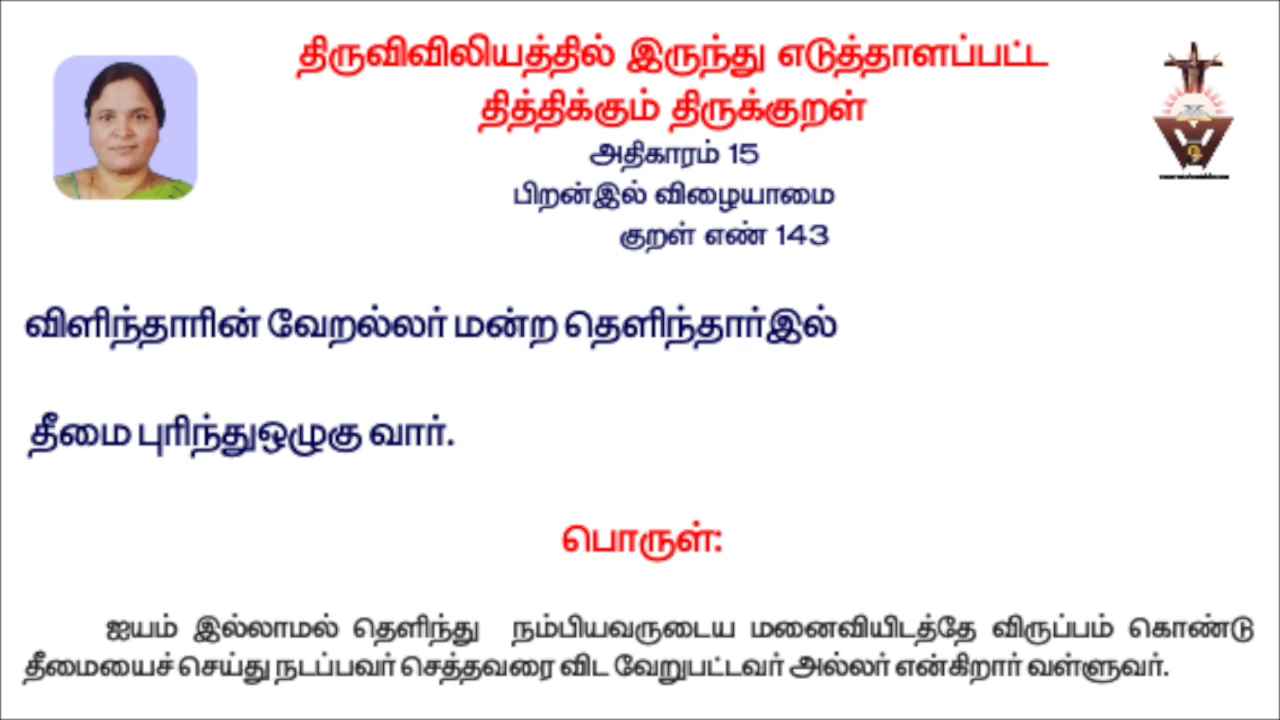 திருவிவிலியத்தில் இருந்து எடுத்தாளப்பட்ட
தித்திக்கும் திருக்குறள்
அதிகாரம் 15
பிறன்இல் விழையாமை
குறள் எண் 143
விளிந்தாரின் வேறல்லர் மன்ற தெளிந்தார்இல்
தீமை புரிந்துஒழுகு வார்.
பொருள்:
ஐயம் இல்லாமல் தெளிந்து நம்பியவருடைய மனைவியிடத்தே விருப்பம் கொண்டு
தீமையைச் செய்து நடப்பவர் செத்தவரை விட வேறுபட்டவர் அல்லர் என்கிறார் வள்ளுவர்.